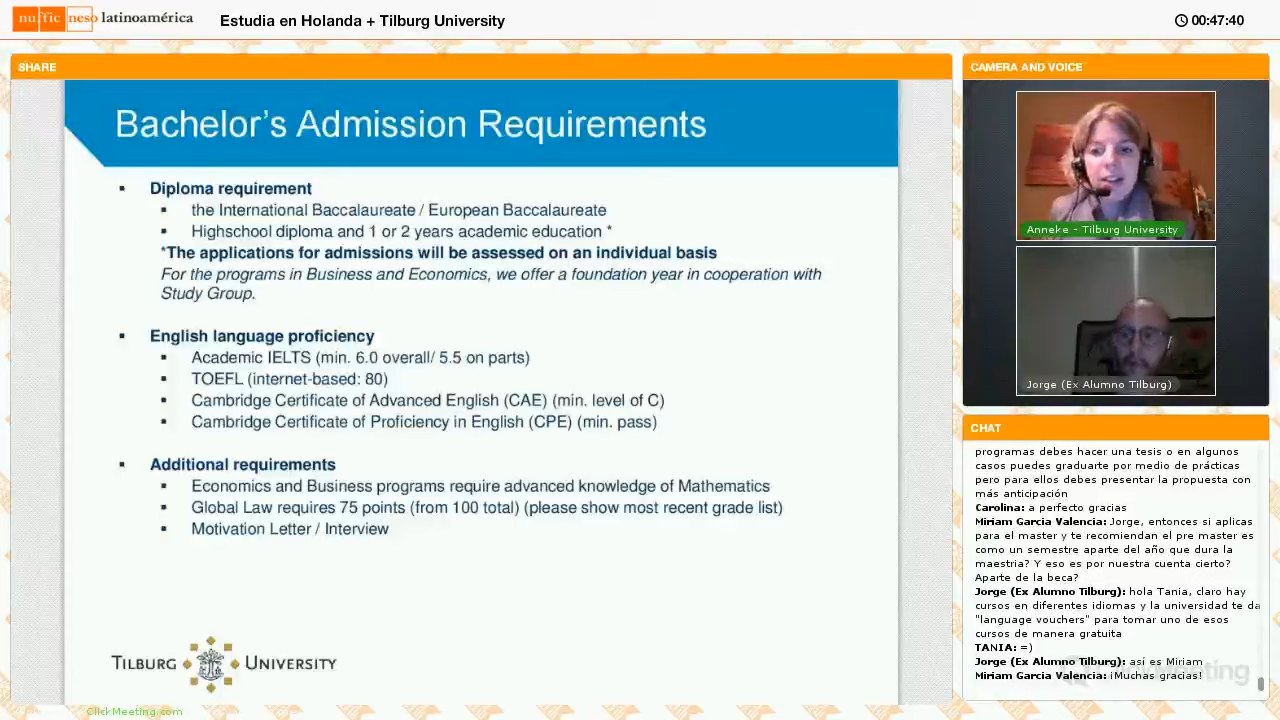 nuffic neso latinoamérica
Estudia en Holanda + Tilburg University
00:47:40
SHARE
Bachelor's Admission Requirements
▪ Diploma requirement
▪ the International Baccalaureate / European Baccalaureate
▪ Highschool diploma and 1 or 2 years academic education *
*The applications for admissions will be assessed on an individual basis
For the programs in Business and Economics, we offer a foundation year in cooperation with
Study Group.
▪ English language proficiency
▪ Academic IELTS (min. 6.0 overall/ 5.5 on parts)
▪ TOEFL (internet-based: 80)
▪ Cambridge Certificate of Advanced English (CAE) (min. level of C)
▪ Cambridge Certificate of Proficiency in English (CPE) (min. pass)
▪ Additional requirements
▪ Economics and Business programs require advanced knowledge of Mathematics
▪ Global Law requires 75 points (from 100 total) (please show most recent grade list)
▪ Motivation Letter / Interview
TILBURG UNIVERSITY
ClickMeeting.com
CAMERA AND VOICE
Anneke - Tilburg University
Jorge (Ex Alumno Tilburg)
CHAT
programas debes hacer una tesis o en algunos
casos puedes graduarte por medio de prácticas
pero para ellos debes presentar la propuesta con
más anticipación
Carolina: a perfecto gracias
Miriam Garcia Valencia: Jorge, entonces si aplicas
para el master y te recomiendan el pre master es
como un semestre aparte del año que dura la
maestria? Y eso es por nuestra cuenta cierto?
Aparte de la beca?
Jorge (Ex Alumno Tilburg): hola Tania, claro hay
cursos en diferentes idiomas y la universidad te da
"language vouchers" para tomar uno de esos
cursos de manera gratuita
TANIA: =)
Jorge (Ex Alumno Tilburg): así es Miriam
Miriam Garcia Valencia: ¡Muchas gracias!